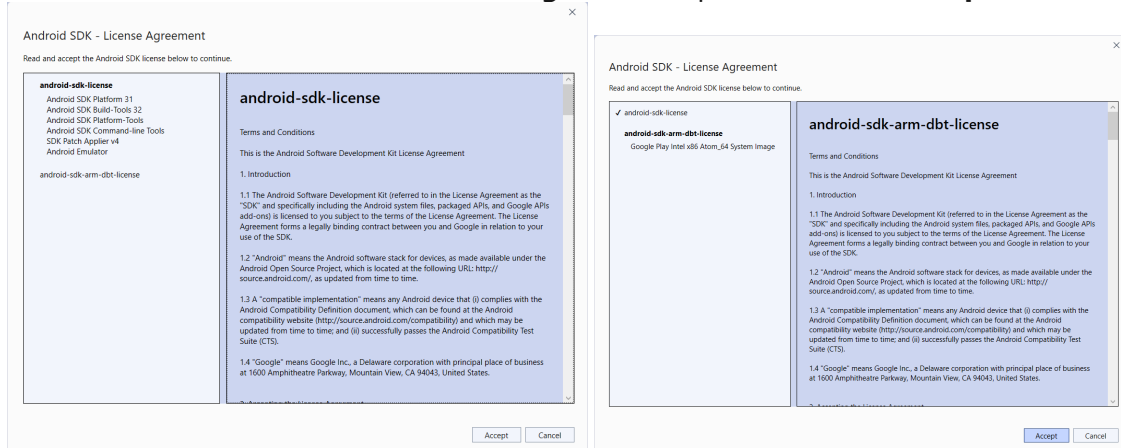 ×
Android SDK - License Agreement
Read and accept the Android SDK license below to continue.
android-sdk-license
Android SDK Platform 31
Android SDK Build-Tools 32
Android SDK Platform-Tools
Android SDK Command-line Tools
SDK Patch Applier v4
Android Emulator
android-sdk-arm-dbt-license
android-sdk-license
Terms and Conditions
This is the Android Software Development Kit License Agreement
1. Introduction
1.1 The Android Software Development Kit (referred to in the License Agreement as the
"SDK" and specifically including the Android system files, packaged APIs, and Google APIs
add-ons) is licensed to you subject to the terms of the License Agreement. The License
Agreement forms a legally binding contract between you and Google in relation to your
use of the SDK.
1.2 "Android" means the Android software stack for devices, as made available under the
Android Open Source Project, which is located at the following URL: http://
source.android.com/, as updated from time to time.
1.3 A "compatible implementation" means any Android device that (i) complies with the
Android Compatibility Definition document, which can be found at the Android
compatibility website (http://source.android.com/compatibility) and which may be
updated from time to time; and (ii) successfully passes the Android Compatibility Test
Suite (CTS).
1.4 "Google" means Google Inc., a Delaware corporation with principal place of business
at 1600 Amphitheatre Parkway, Mountain View, CA 94043, United States.
Accept Cancel
×
Android SDK - License Agreement
Read and accept the Android SDK license below to continue.
✓ android-sdk-license
android-sdk-arm-dbt-license
Google Play Intel x86 Atom_64 System Image
android-sdk-arm-dbt-license
Terms and Conditions
This is the Android Software Development Kit License Agreement
1. Introduction
1.1 The Android Software Development Kit (referred to in the License Agreement as the
"SDK" and specifically including the Android system files, packaged APIs, and Google APIs
add-ons) is licensed to you subject to the terms of the License Agreement. The License
Agreement forms a legally binding contract between you and Google in relation to your
use of the SDK.
1.2 "Android" means the Android software stack for devices, as made available under the
Android Open Source Project, which is located at the following URL: http://
source.android.com/, as updated from time to time.
1.3 A "compatible implementation" means any Android device that (i) complies with the
Android Compatibility Definition document, which can be found at the Android
compatibility website (http://source.android.com/compatibility) and which may be
updated from time to time; and (ii) successfully passes the Android Compatibility Test
Suite (CTS).
1.4 "Google" means Google Inc., a Delaware corporation with principal place of business
at 1600 Amphitheatre Parkway, Mountain View, CA 94043, United States.
Accept Cancel